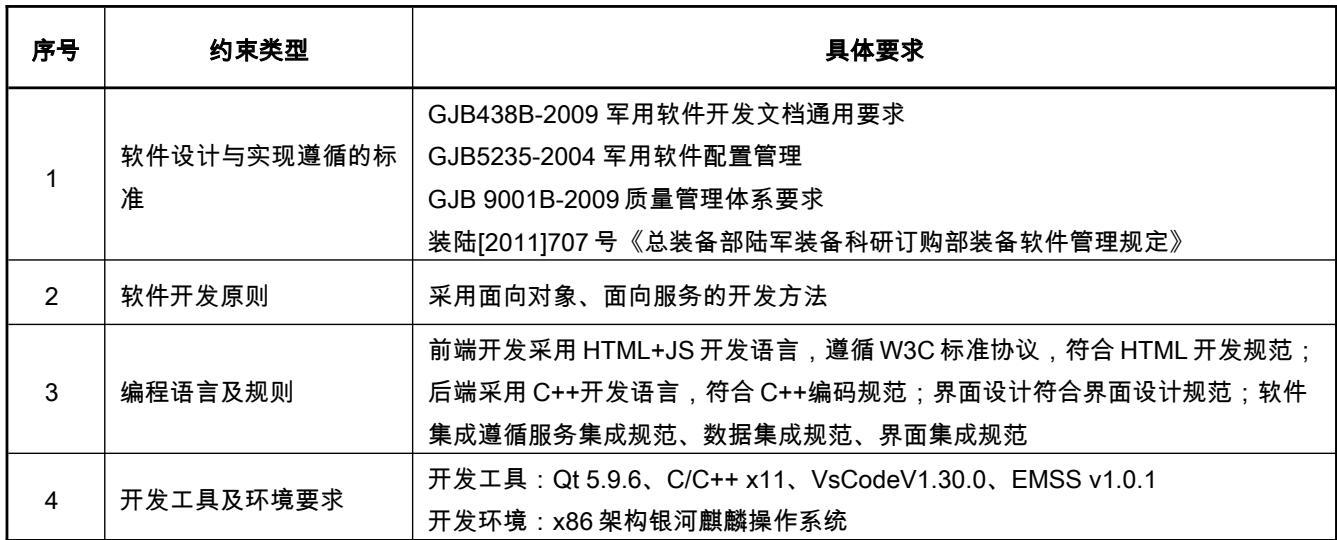 序号 约束类型 具体要求
1 软件设计与实现遵循的标准 GJB438B-2009 军用软件开发文档通用要求
GJB5235-2004 军用软件配置管理
GJB 9001B-2009 质量管理体系要求
装陆[2011]707 号《总装备部陆军装备科研订购部装备软件管理规定》
2 软件开发原则 采用面向对象、面向服务的开发方法
3 编程语言及规则 前端开发采用 HTML+JS 开发语言，遵循 W3C 标准协议，符合 HTML 开发规范；
后端采用 C++开发语言，符合 C++编码规范；界面设计符合界面设计规范；软件
集成遵循服务集成规范、数据集成规范、界面集成规范
4 开发工具及环境要求 开发工具：Qt 5.9.6、C/C++ x11、VsCodeV1.30.0、EMSS v1.0.1
开发环境：x86 架构银河麒麟操作系统